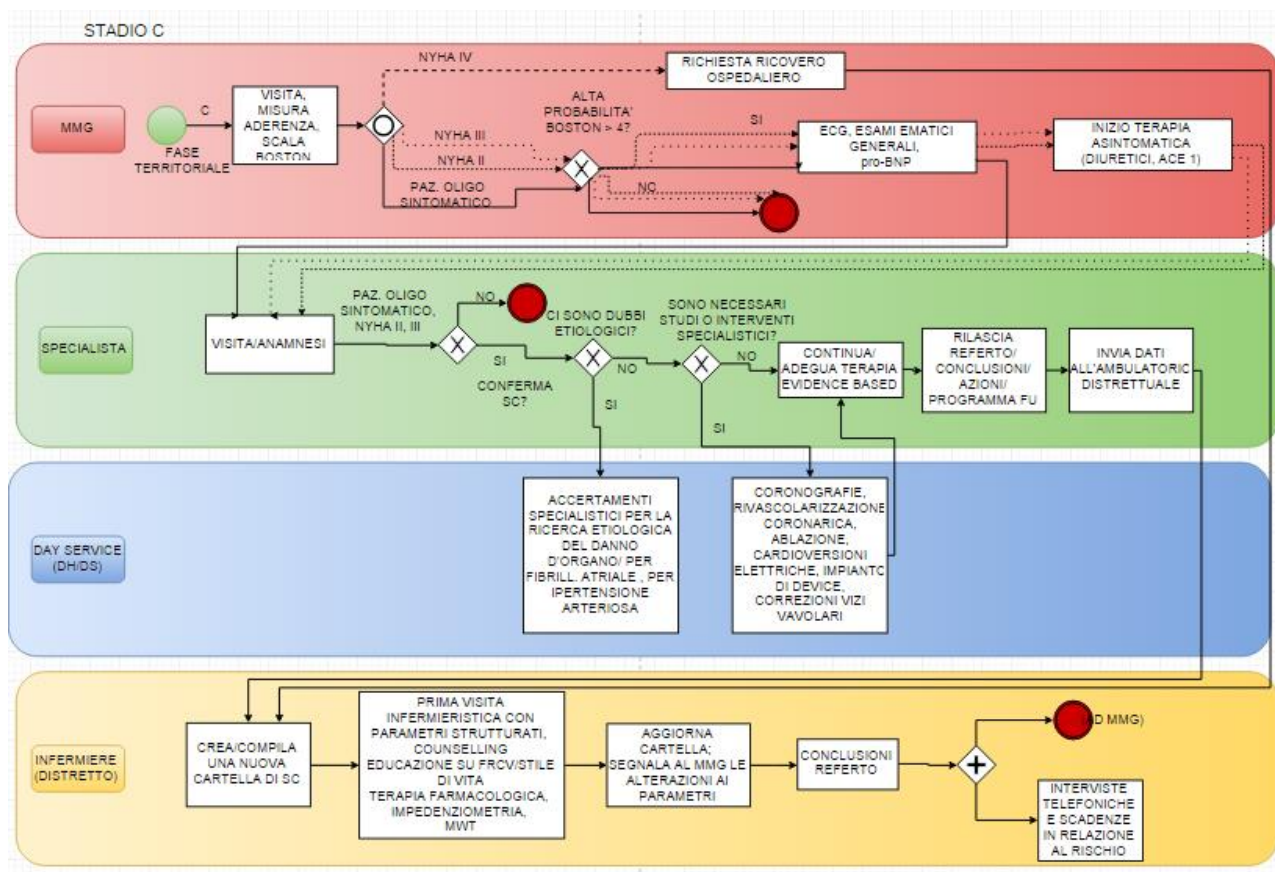 STADIO C
MMG
C
FASE
TERRITORIALE
VISITA,
MISURA
ADERENZA,
SCALA
BOSTON
NYHA IV
NYHA III
NYHA II
PAZ. OLIGO
SINTOMATICO
RICHIESTA RICOVERO
OSPEDALIERO
ALTA
PROBABILITA'
BOSTON > 4?
X
SI
NO
ECG, ESAMI EMATICI
GENERALI,
pro-BNP
INIZIO TERAPIA
ASINTOMATICA
(DIURETICI, ACE 1)
SPECIALISTA
VISITA/ANAMNESI
PAZ. OLIGO
SINTOMATICO,
NYHA II, III
X
NO
SI
CONFERMA
SC?
CI SONO DUBBI
ETIOLOGICI?
X
NO
SI
SONO NECESSARI
STUDI O INTERVENTI
SPECIALISTICI?
X
NO
SI
CONTINUA/
ADEGUA TERAPIA
EVIDENCE BASED
RILASCIA
REFERTO/
CONCLUSIONI/
AZIONI/
PROGRAMMA FU
INVIA DATI
ALL'AMBULATORIO
DISTRETTUALE
DAY SERVICE
(DH/DS)
ACCERTAMENTI
SPECIALISTICI PER LA
RICERCA ETIOLOGICA
DEL DANNO
D'ORGANO/ PER
FIBRILL. ATRIALE , PER
IPERTENSIONE
ARTERIOSA
CORONOGRAFIE,
RIVASCOLARIZZAZIONE
CORONARICA,
ABLAZIONE,
CARDIOVERSIONI
ELETTRICHE, IMPIANTO
DI DEVICE,
CORREZIONI VIZI
VAVOLARI
INFERMIERE
(DISTRETTO)
CREA/COMPILA
UNA NUOVA
CARTELLA DI SC
PRIMA VISITA
INFERMIERISTICA CON
PARAMETRI STRUTTURATI,
COUNSELLING
EDUCAZIONE SU FRCV/STILE
DI VITA
TERAPIA FARMACOLOGICA,
IMPEDENZIOMETRIA,
MWT
AGGIORNA
CARTELLA;
SEGNALA AL MMG LE
ALTERAZIONI AI
PARAMETRI
CONCLUSIONI
REFERTO
+
(AD MMG)
INTERVISTE
TELEFONICHE
E SCADENZE
IN RELAZIONE
AL RISCHIO